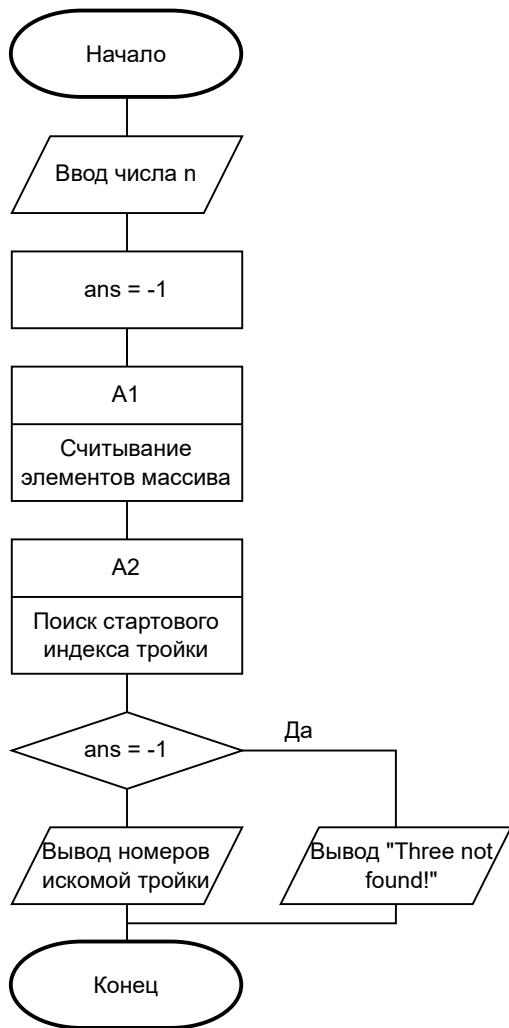 Начало
Ввод числа n
ans = -1
A1
Считывание
элементов массива
A2
Поиск стартового
индекса тройки
ans = -1
Да
Вывод номеров
искомой тройки
Вывод "Three not
found!"
Конец